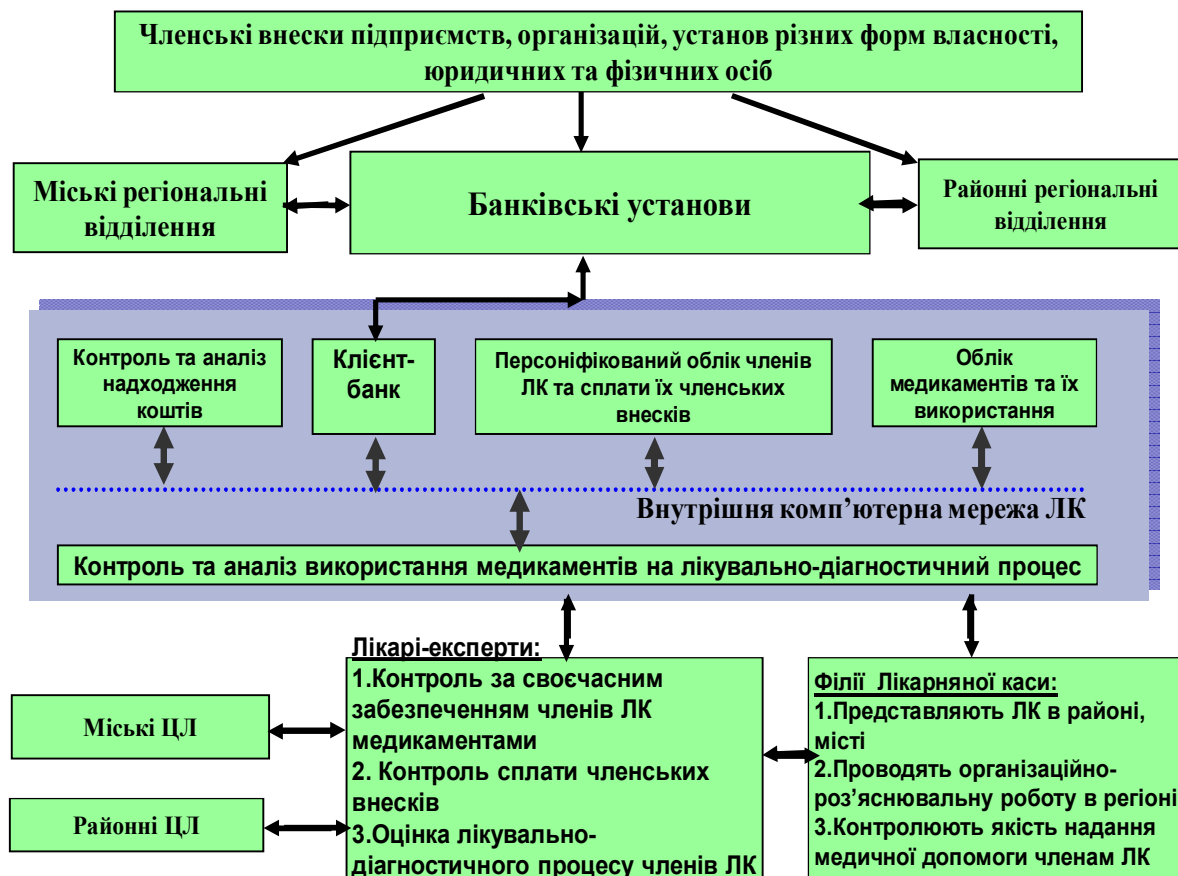 Членські внески підприємств, організацій, установ різних форм власності,
юридичних та фізичних осіб
Міські регіональні
відділення
Банківські установи
Районні регіональні
відділення
Контроль та аналіз
надходження
коштів
Клієнт-
банк
Персоніфікований облік членів
ЛК та сплати їх членських
внесків
Облік
медикаментів та їх
використання
Внутрішня комп’ютерна мережа ЛК
Контроль та аналіз використання медикаментів на лікувально-діагностичний процес
Міські ЦЛ
Районні ЦЛ
Лікарі-експерти:
1.Контроль за своєчасним
забезпеченням членів ЛК
медикаментами
2. Контроль сплати членських
внесків
3.Оцінка лікувально-
діагностичного процесу членів ЛК
Філії Лікарняної каси:
1.Представляють ЛК в районі,
місті
2.Проводять організаційно-
роз’яснювальну роботу в регіоні
3.Контролюють якість надання
медичної допомоги членам ЛК